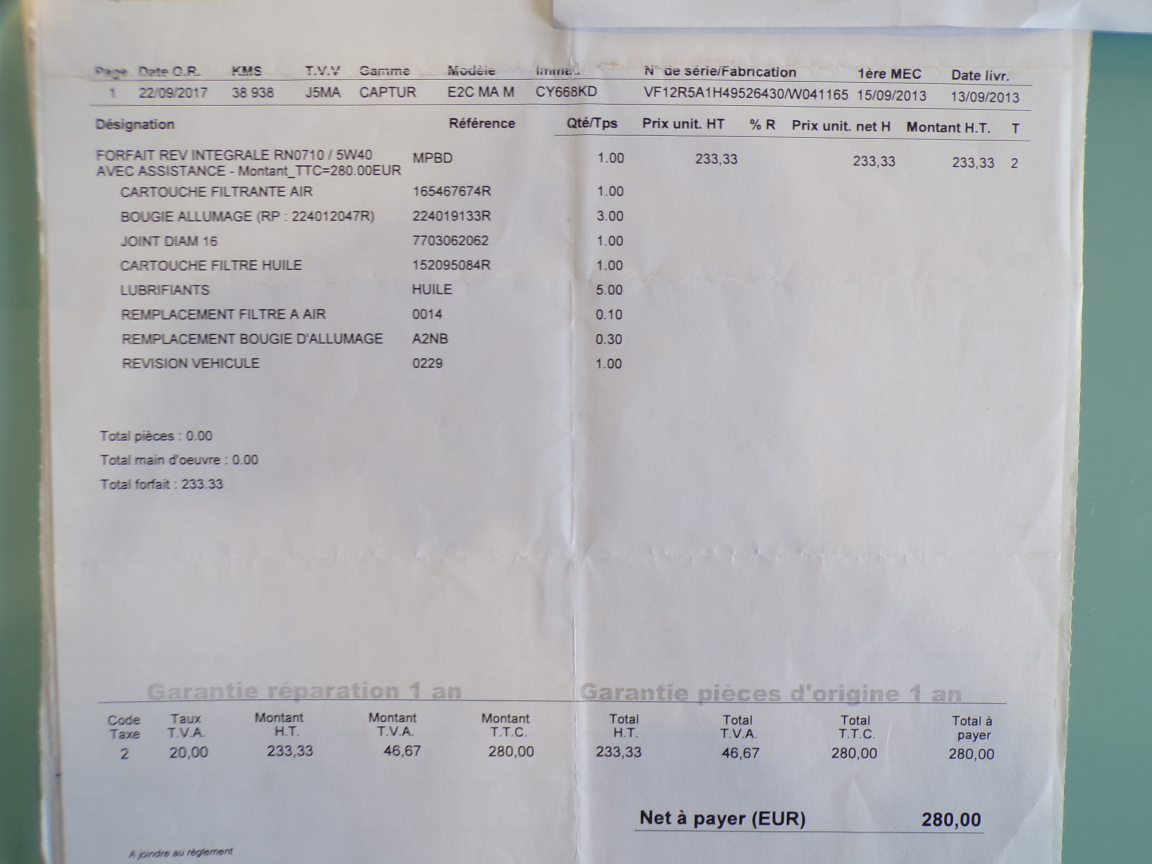 Page Date O.R. KMS T.V.V Gamme Modèle Immat. N° de série/Fabrication 1ère MEC Date livr.
1 22/09/2017 38 938 J5MA CAPTUR E2C MA M CY668KD VF12R5A1H49526430/W041165 15/09/2013 13/09/2013
Désignation Référence Qté/Tps Prix unit. HT % R Prix unit. net H Montant H.T. T
FORFAIT REV INTEGRALE RN0710 / 5W40 MPBD 1.00 233,33 233,33 233,33 2
AVEC ASSISTANCE - Montant_TTC=280.00EUR
CARTOUCHE FILTRANTE AIR 165467674R 1.00
BOUGIE ALLUMAGE (RP : 224012047R) 224019133R 3.00
JOINT DIAM 16 7703062062 1.00
CARTOUCHE FILTRE HUILE 152095084R 1.00
LUBRIFIANTS HUILE 5.00
REMPLACEMENT FILTRE A AIR 0014 0.10
REMPLACEMENT BOUGIE D'ALLUMAGE A2NB 0.30
REVISION VEHICULE 0229 1.00
Total pièces : 0.00
Total main d'oeuvre : 0.00
Total forfait : 233.33
Garantie réparation 1 an Garantie pièces d'origine 1 an
Code Taux Montant Montant Montant Total Total Total Total à
Taxe T.V.A. H.T. T.V.A. T.T.C. H.T. T.V.A. T.T.C. payer
2 20,00 233,33 46,67 280,00 233,33 46,67 280,00 280,00
Net à payer (EUR) 280,00
A joindre au règlement